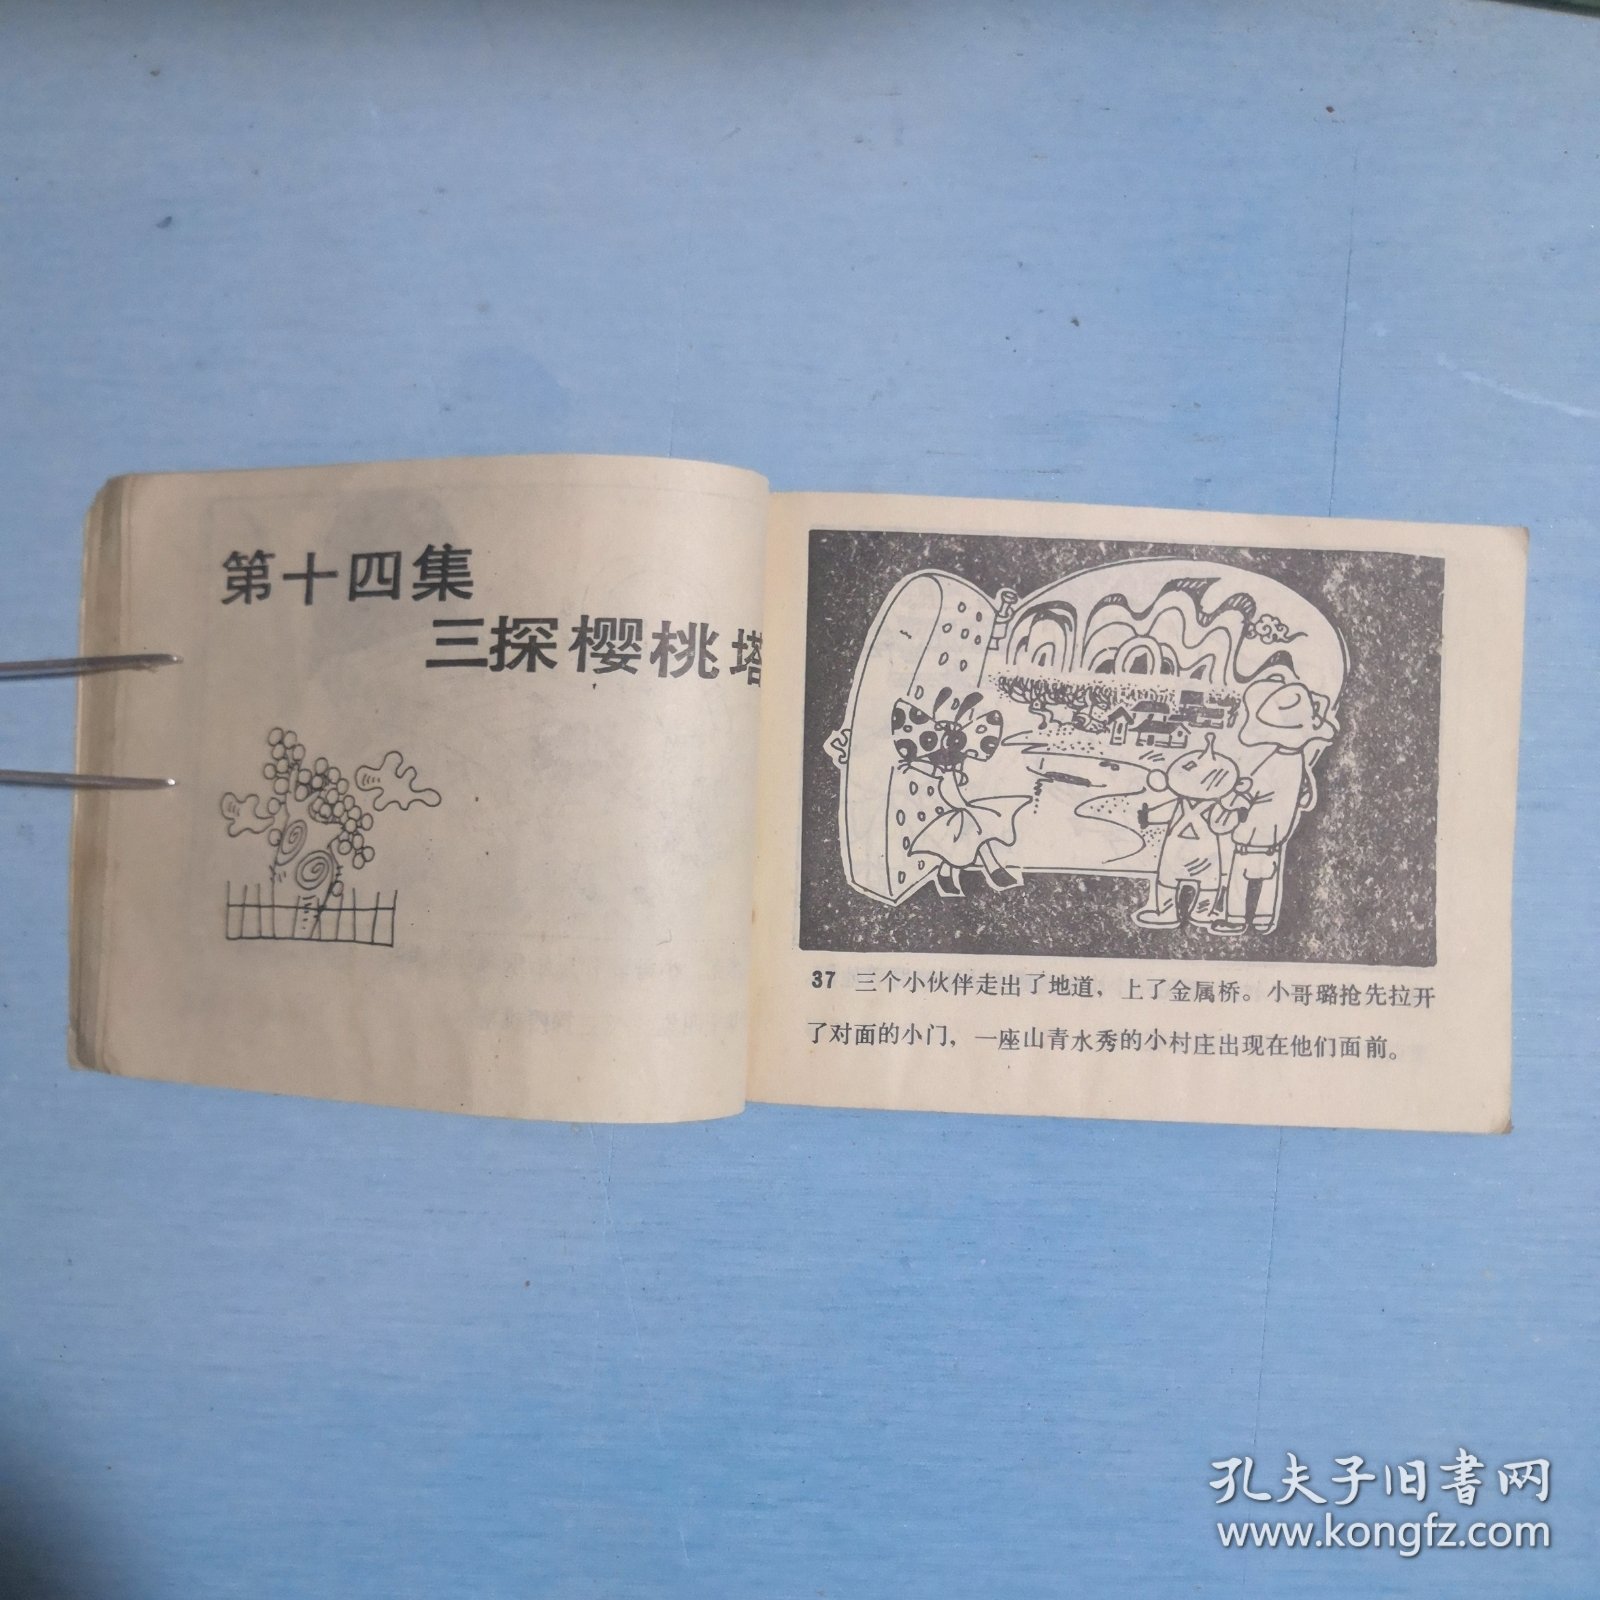 第十四集
三探樱桃塔
37 三个小伙伴走出了地道，上了金属桥。小哥璐抢先拉开
了对面的小门，一座山青水秀的小村庄出现在他们面前。
孔夫子旧书网
www.kongfz.com